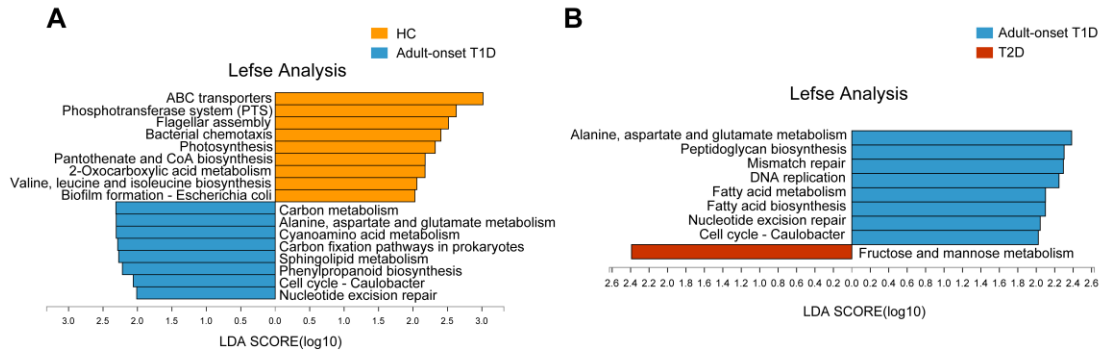 A
HC
Adult-onset T1D
Lefse Analysis
ABC transporters
Phosphotransferase system (PTS)
Flagellar assembly
Bacterial chemotaxis
Photosynthesis
Pantothenate and CoA biosynthesis
2-Oxocarboxylic acid metabolism
Valine, leucine and isoleucine biosynthesis
Biofilm formation - Escherichia coli
Carbon metabolism
Alanine, aspartate and glutamate metabolism
Cyanoamino acid metabolism
Carbon fixation pathways in prokaryotes
Sphingolipid metabolism
Phenylpropanoid biosynthesis
Cell cycle - Caulobacter
Nucleotide excision repair
3.0 2.5 2.0 1.5 1.0 0.5 0.0 0.5 1.0 1.5 2.0 2.5 3.0
LDA SCORE(log10)
B
Adult-onset T1D
T2D
Lefse Analysis
Alanine, aspartate and glutamate metabolism
Peptidoglycan biosynthesis
Mismatch repair
DNA replication
Fatty acid metabolism
Fatty acid biosynthesis
Nucleotide excision repair
Cell cycle - Caulobacter
Fructose and mannose metabolism
2.6 2.4 2.2 2.0 1.8 1.6 1.4 1.2 1.0 0.8 0.6 0.4 0.2 0.0 0.2 0.4 0.6 0.8 1.0 1.2 1.4 1.6 1.8 2.0 2.2 2.4 2.6
LDA SCORE(log10)